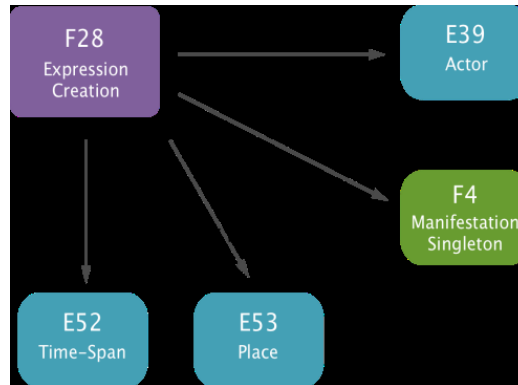 F28
Expression
Creation
E39
Actor
F4
Manifestation
Singleton
E52
Time-Span
E53
Place